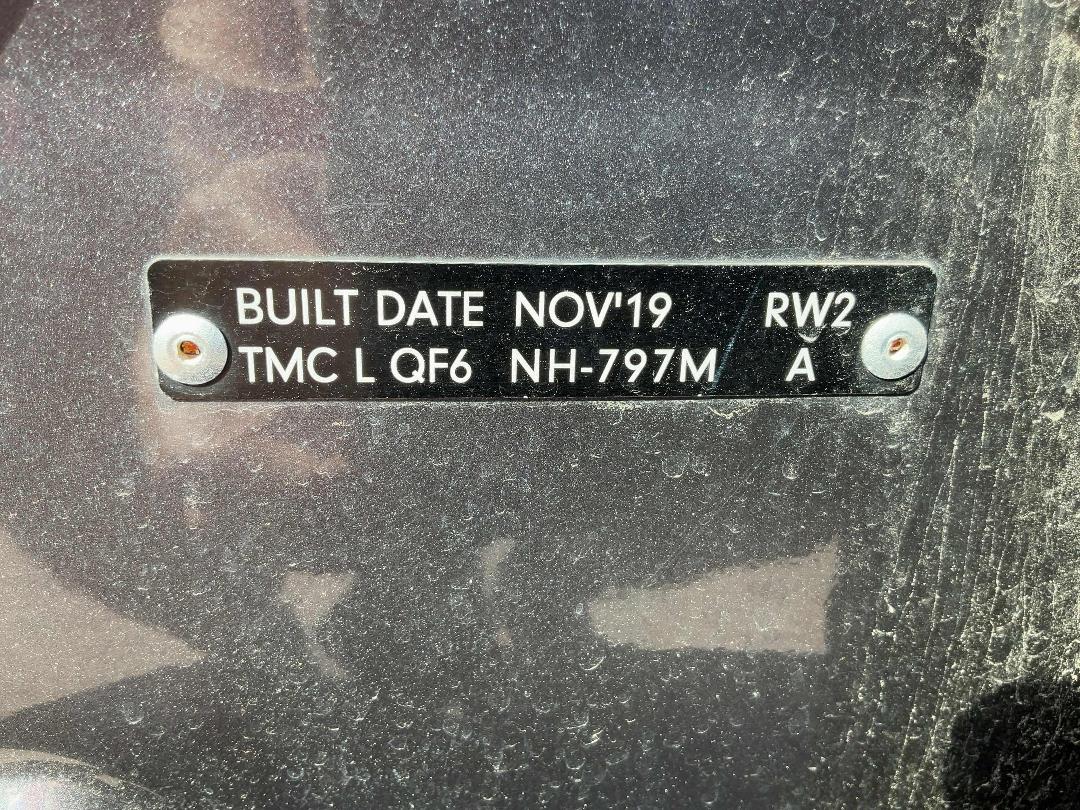 BUILT DATE NOV'19 RW2
TMC L QF6 NH-797M A